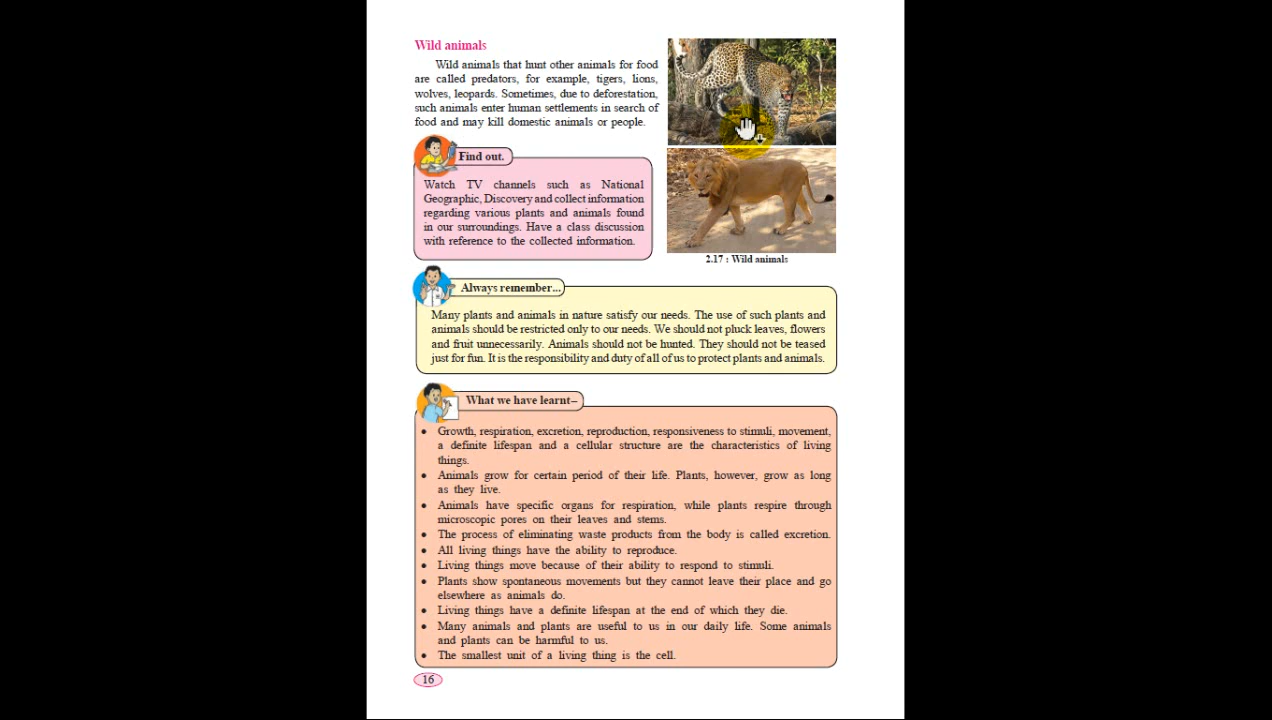 Wild animals
Wild animals that hunt other animals for food
are called predators, for example, tigers, lions,
wolves, leopards. Sometimes, due to deforestation,
such animals enter human settlements in search of
food and may kill domestic animals or people.
Find out.
Watch TV channels such as National
Geographic, Discovery and collect information
regarding various plants and animals found
in our surroundings. Have a class discussion
with reference to the collected information.
2.17 : Wild animals
Always remember...
Many plants and animals in nature satisfy our needs. The use of such plants and
animals should be restricted only to our needs. We should not pluck leaves, flowers
and fruit unnecessarily. Animals should not be hunted. They should not be teased
just for fun. It is the responsibility and duty of all of us to protect plants and animals.
What we have learnt–
• Growth, respiration, excretion, reproduction, responsiveness to stimuli, movement,
a definite lifespan and a cellular structure are the characteristics of living
things.
• Animals grow for certain period of their life. Plants, however, grow as long
as they live.
• Animals have specific organs for respiration, while plants respire through
microscopic pores on their leaves and stems.
• The process of eliminating waste products from the body is called excretion.
• All living things have the ability to reproduce.
• Living things move because of their ability to respond to stimuli.
• Plants show spontaneous movements but they cannot leave their place and go
elsewhere as animals do.
• Living things have a definite lifespan at the end of which they die.
• Many animals and plants are useful to us in our daily life. Some animals
and plants can be harmful to us.
• The smallest unit of a living thing is the cell.
16